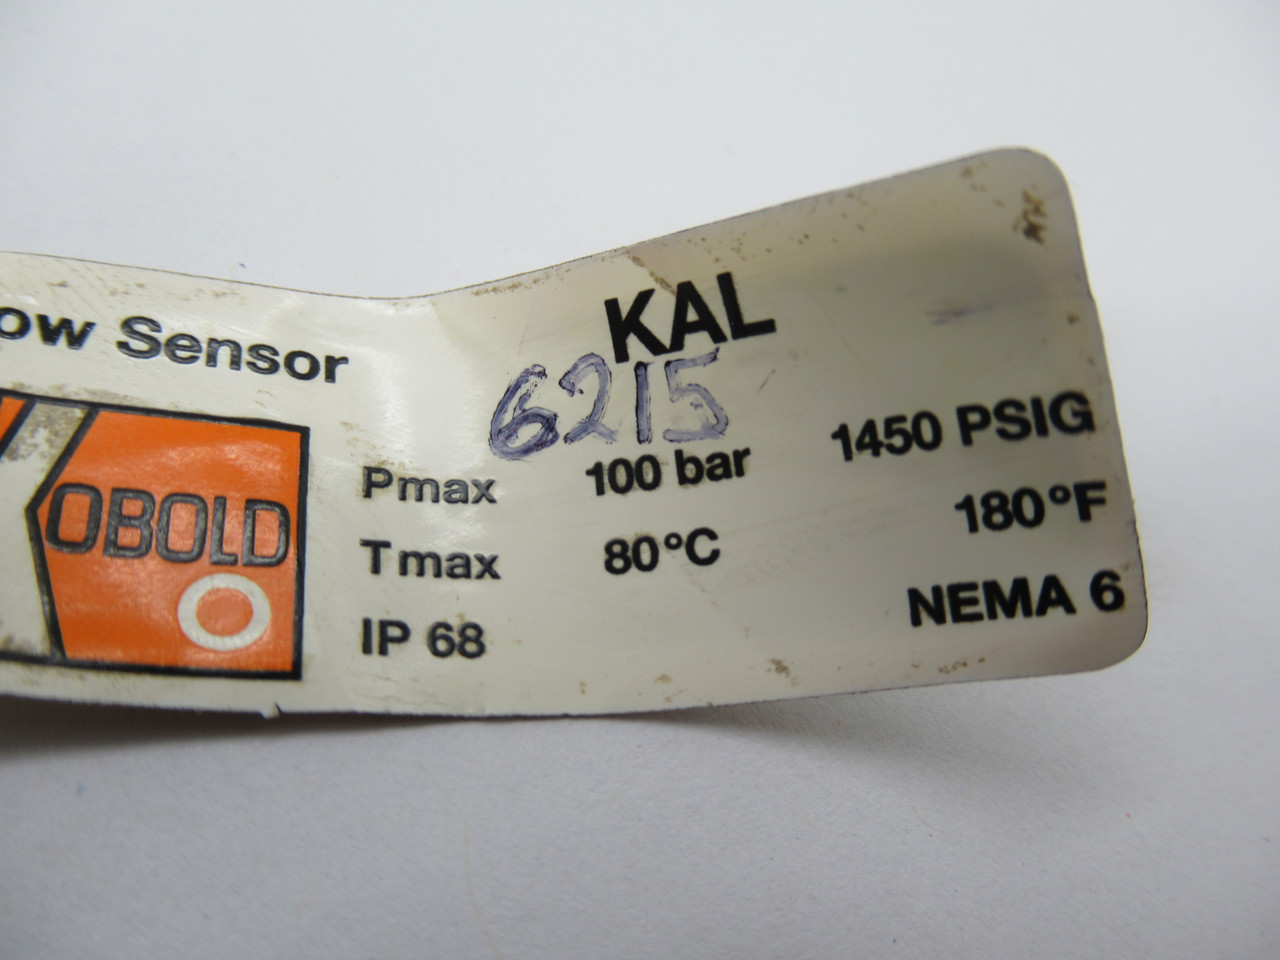 ow Sensor
OBOLD
KAL
6215
Pmax 100 bar 1450 PSIG
Tmax 80°C 180°F
IP 68 NEMA 6